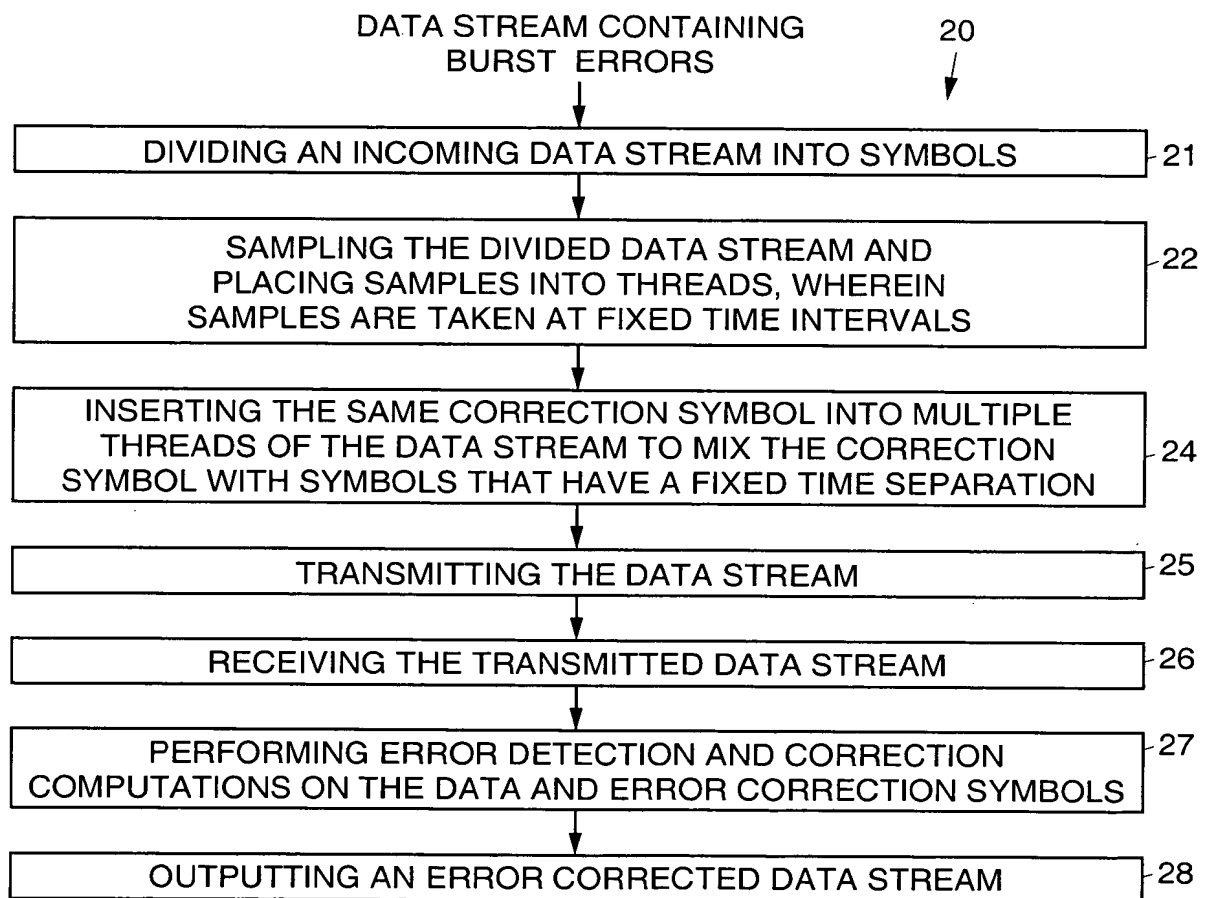 DATA STREAM CONTAINING
BURST ERRORS
20
DIVIDING AN INCOMING DATA STREAM INTO SYMBOLS
21
SAMPLING THE DIVIDED DATA STREAM AND
PLACING SAMPLES INTO THREADS, WHEREIN
SAMPLES ARE TAKEN AT FIXED TIME INTERVALS
22
INSERTING THE SAME CORRECTION SYMBOL INTO MULTIPLE
THREADS OF THE DATA STREAM TO MIX THE CORRECTION
SYMBOL WITH SYMBOLS THAT HAVE A FIXED TIME SEPARATION
24
TRANSMITTING THE DATA STREAM
25
RECEIVING THE TRANSMITTED DATA STREAM
26
PERFORMING ERROR DETECTION AND CORRECTION
COMPUTATIONS ON THE DATA AND ERROR CORRECTION SYMBOLS
27
OUTPUTTING AN ERROR CORRECTED DATA STREAM
28